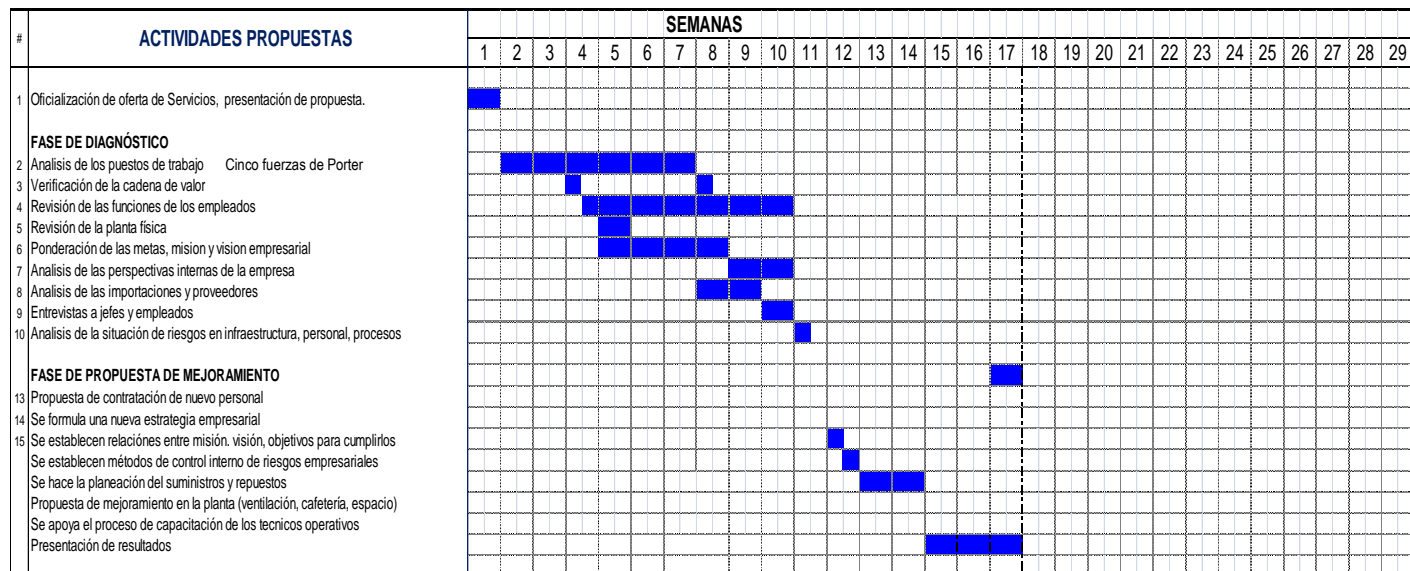 SEMANAS
# ACTIVIDADES PROPUESTAS
1 2 3 4 5 6 7 8 9 10 11 12 13 14 15 16 17 18 19 20 21 22 23 24 25 26 27 28 29
1 Oficialización de oferta de Servicios, presentación de propuesta.
FASE DE DIAGNÓSTICO
2 Analisis de los puestos de trabajo Cinco fuerzas de Porter
3 Verificación de la cadena de valor
4 Revisión de las funciones de los empleados
5 Revisión de la planta física
6 Ponderación de las metas, mision y vision empresarial
7 Analisis de las perspectivas internas de la empresa
8 Analisis de las importaciones y proveedores
9 Entrevistas a jefes y empleados
10 Analisis de la situación de riesgos en infraestructura, personal, procesos
FASE DE PROPUESTA DE MEJORAMIENTO
13 Propuesta de contratación de nuevo personal
14 Se formula una nueva estrategia empresarial
15 Se establecen relaciónes entre misión. visión, objetivos para cumplirlos
Se establecen métodos de control interno de riesgos empresariales
Se hace la planeación del suministros y repuestos
Propuesta de mejoramiento en la planta (ventilación, cafetería, espacio)
Se apoya el proceso de capacitación de los tecnicos operativos
Presentación de resultados